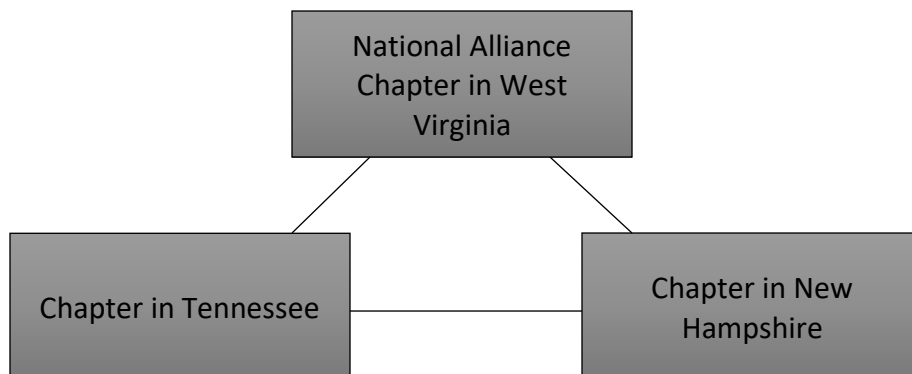 National Alliance
Chapter in West
Virginia
Chapter in Tennessee
Chapter in New
Hampshire